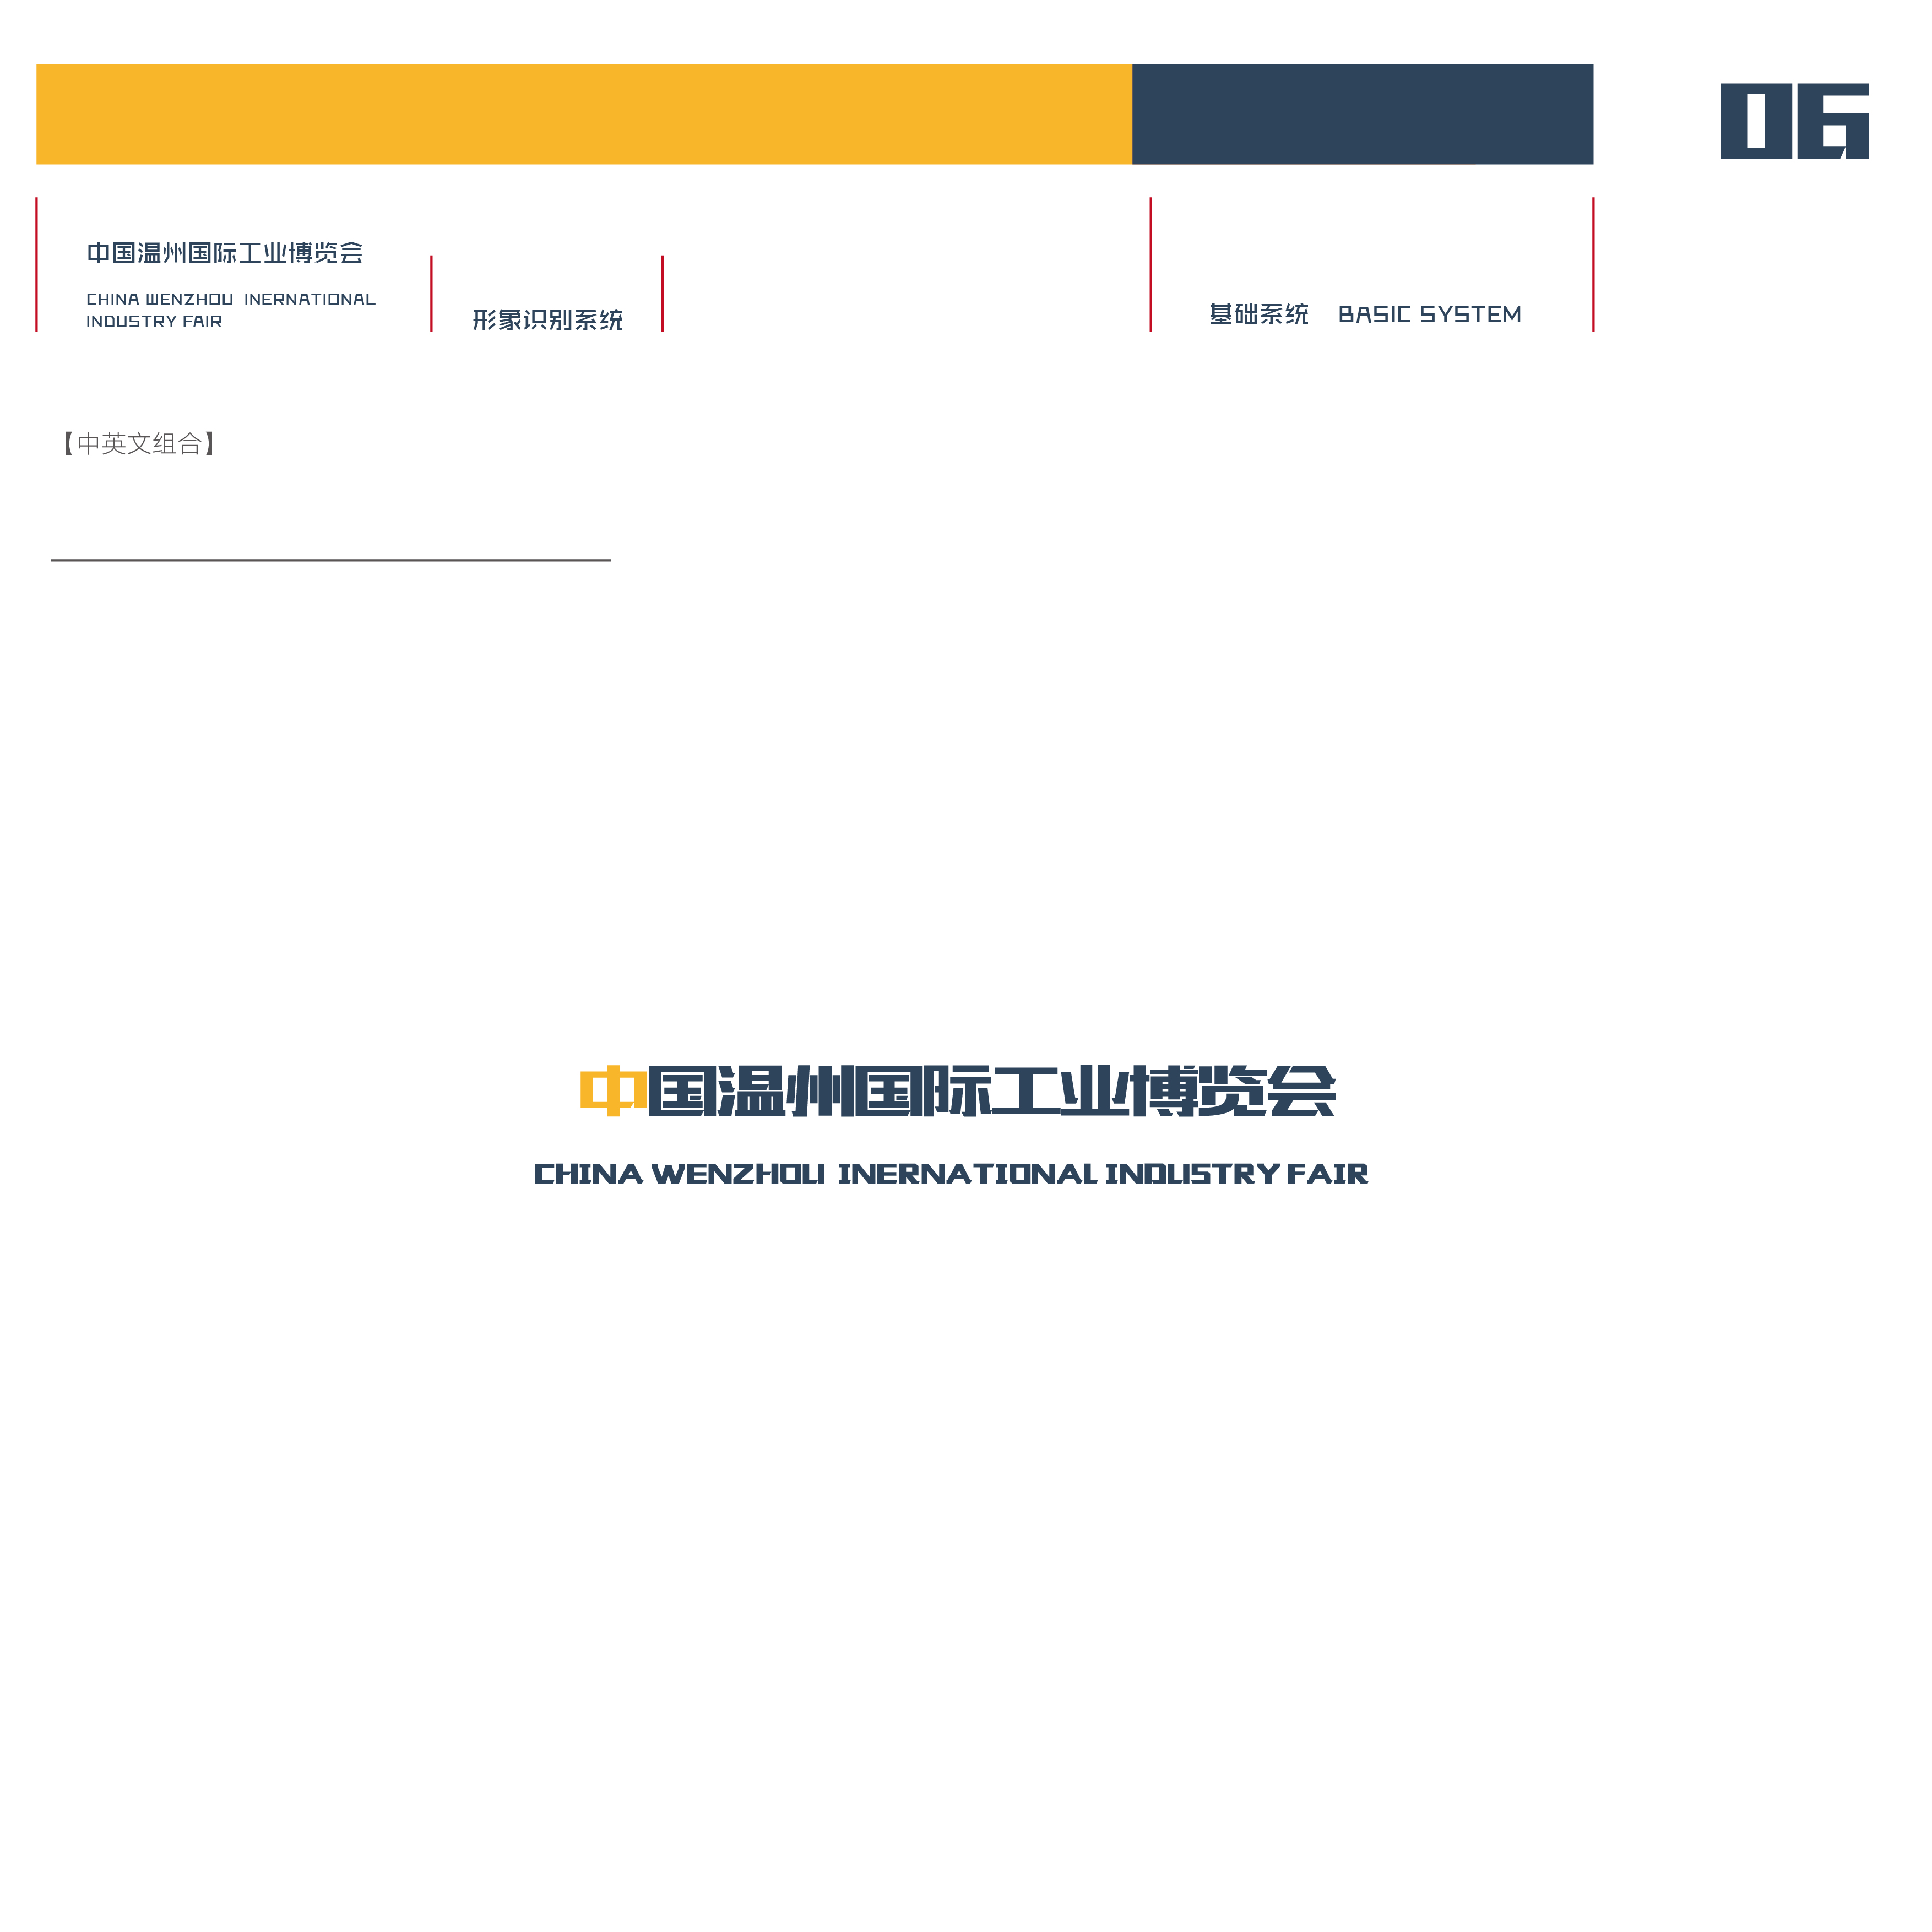 06
中国温州国际工业博览会
CHINA WENZHOU INERNATIONAL
INDUSTRY FAIR
形象识别系统
基础系统 BASIC SYSTEM
【中英文组合】
中国温州国际工业博览会
CHINA WENZHOU INERNATIONAL INDUSTRY FAIR